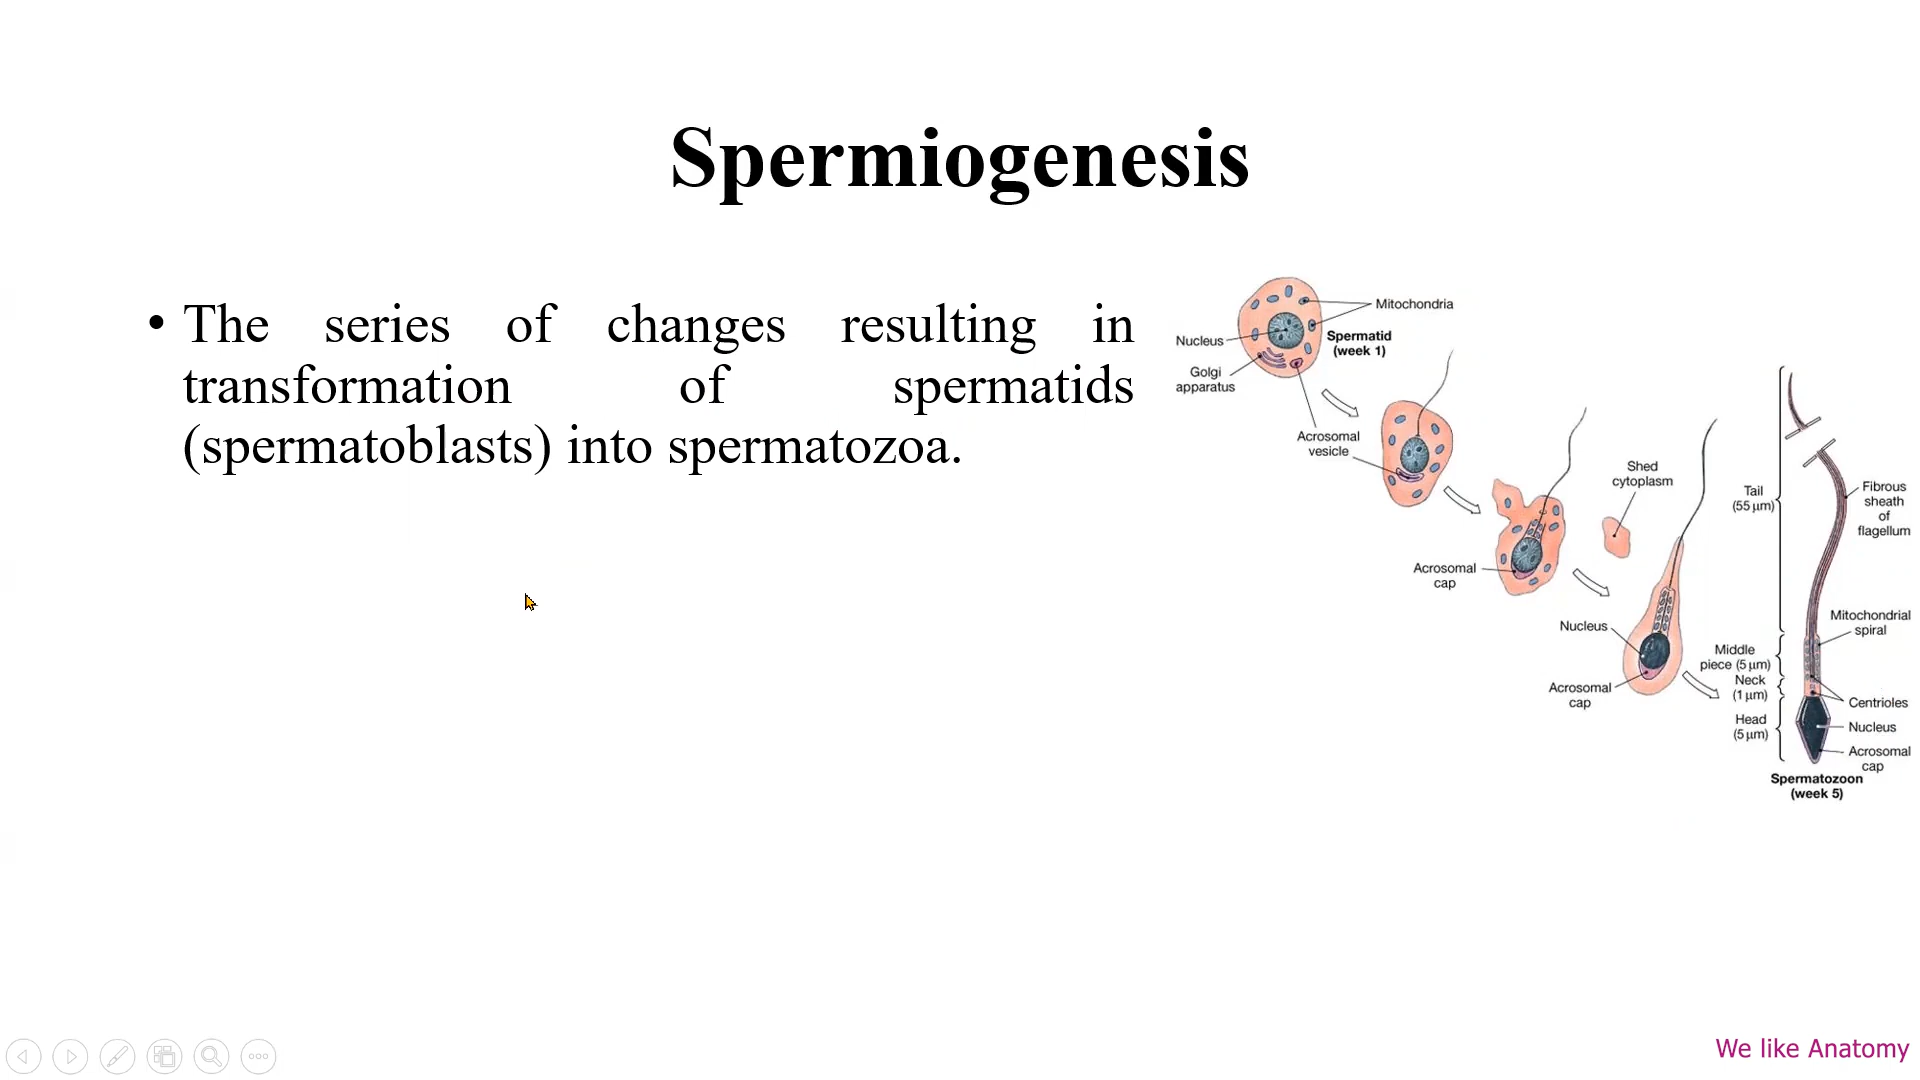 Spermiogenesis
• The series of changes resulting in
transformation of spermatids
(spermatoblasts) into spermatozoa.
Mitochondria
Nucleus
Spermatid
(week 1)
Golgi
apparatus
Acrosomal
vesicle
Acrosomal
cap
Shed
cytoplasm
Nucleus
Acrosomal
cap
Tail
(55 µm)
Fibrous
sheath
of
flagellum
Mitochondrial
spiral
Middle
piece (5 µm)
Neck
(1 µm)
Head
(5 µm)
Centrioles
Nucleus
Acrosomal
cap
Spermatozoon
(week 5)
We like Anatomy